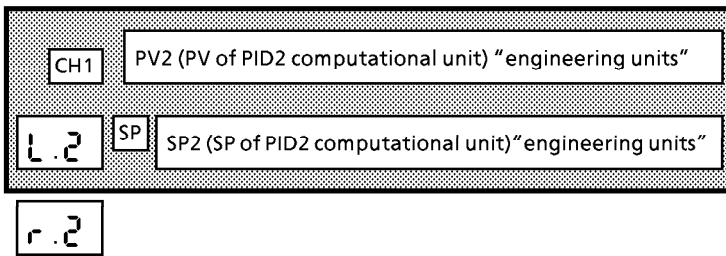 CH1 PV2 (PV of PID2 computational unit) “engineering units”
L.2 SP SP2 (SP of PID2 computational unit)“engineering units”
r.2